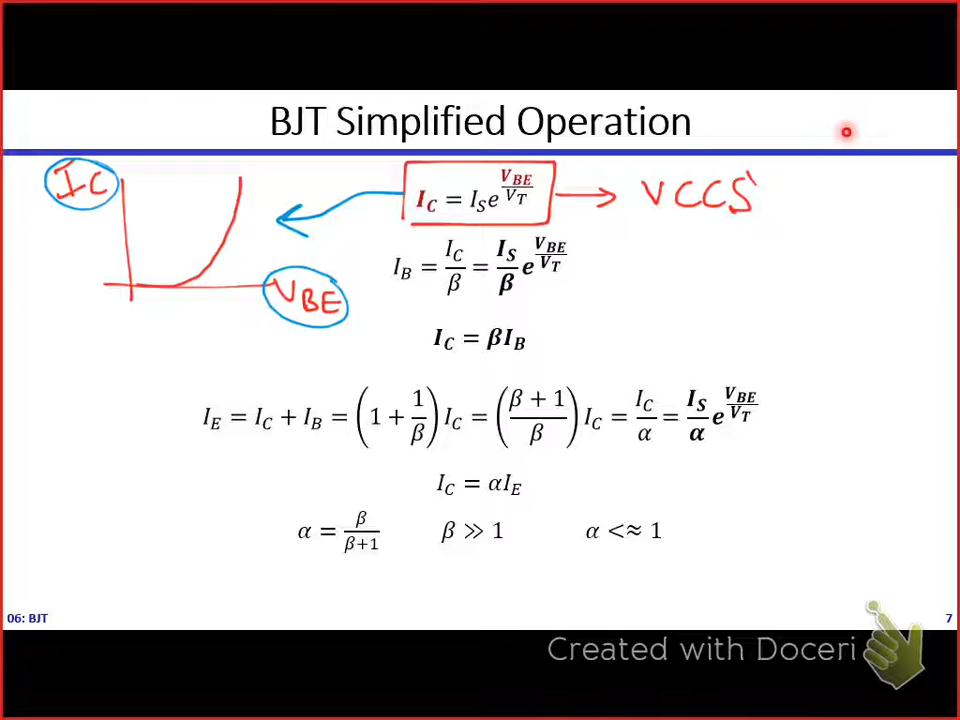 BJT Simplified Operation
I_C
I_C = I_S e^{V_BE/V_T}
VCCS
V_BE
I_B = I_C/β = I_S/β e^{V_BE/V_T}
I_C = βI_B
I_E = I_C + I_B = (1 + 1/β) I_C = ((β + 1)/β) I_C = I_C/α = I_S/α e^{V_BE/V_T}
I_C = αI_E
α = β/(β+1) β ≫ 1 α <≈ 1
06: BJT 7
Created with Doceri